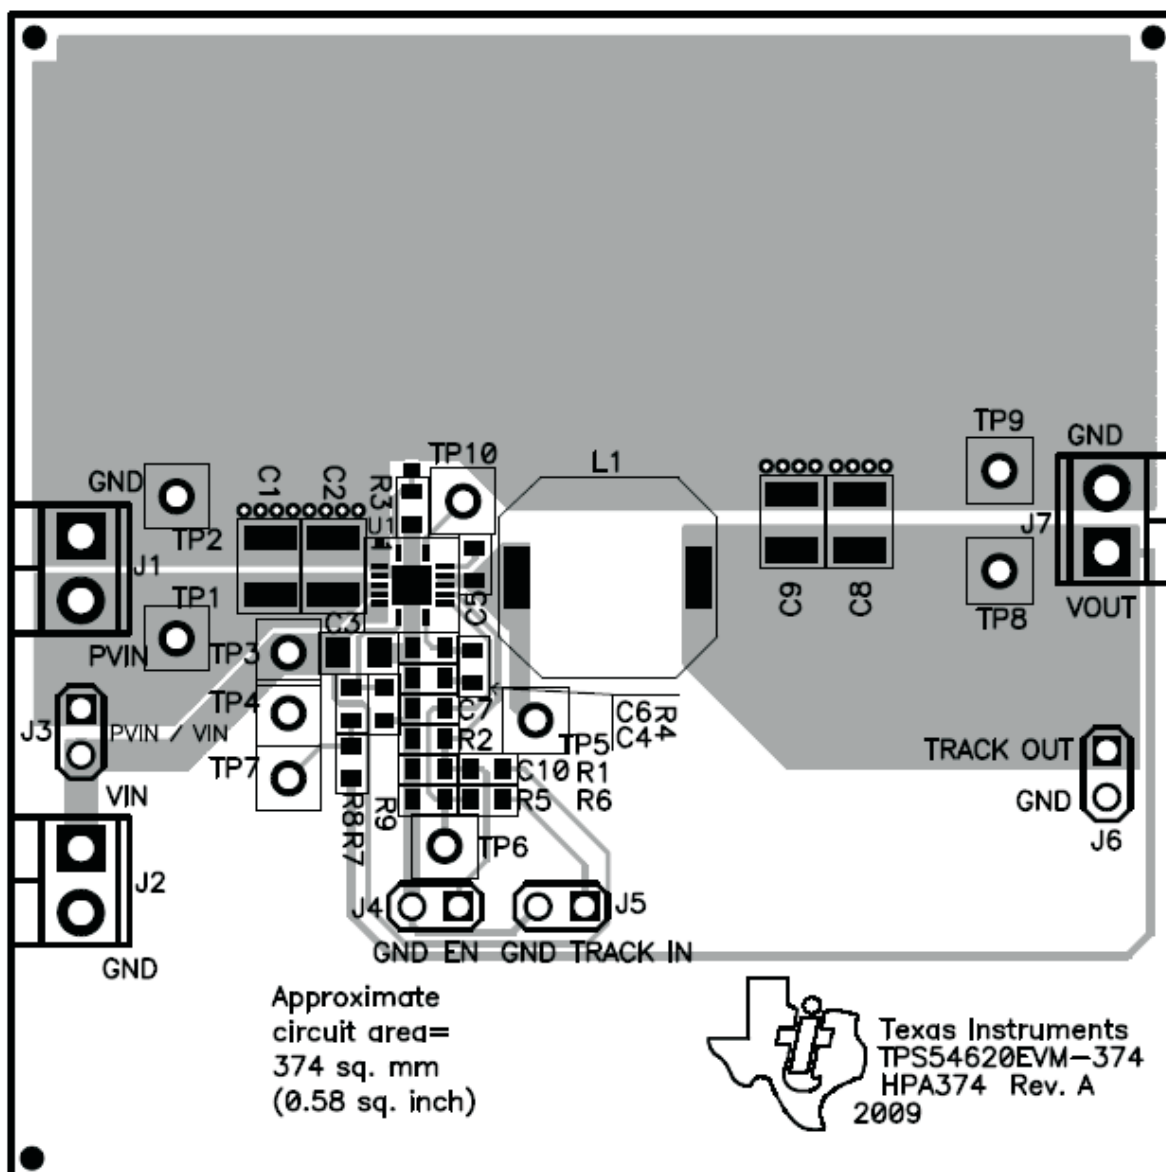 TP9
GND
TP10
L1
GND
C1
C2
R3
U1
J7
TP2
J1
TP1
C5
C9
C8
TP8
VOUT
PVIN
TP3
C3
TP4
J3
PVIN / VIN
C7
C6
R4
C4
R2
TP5
TRACK OUT
TP7
C10
R1
VIN
GND
R8
R9
R5
R6
R7
J6
TP6
J2
J4
J5
GND EN
GND TRACK IN
GND
Approximate
circuit area=
374 sq. mm
(0.58 sq. inch)
Texas Instruments
TPS54620EVM-374
HPA374 Rev. A
2009